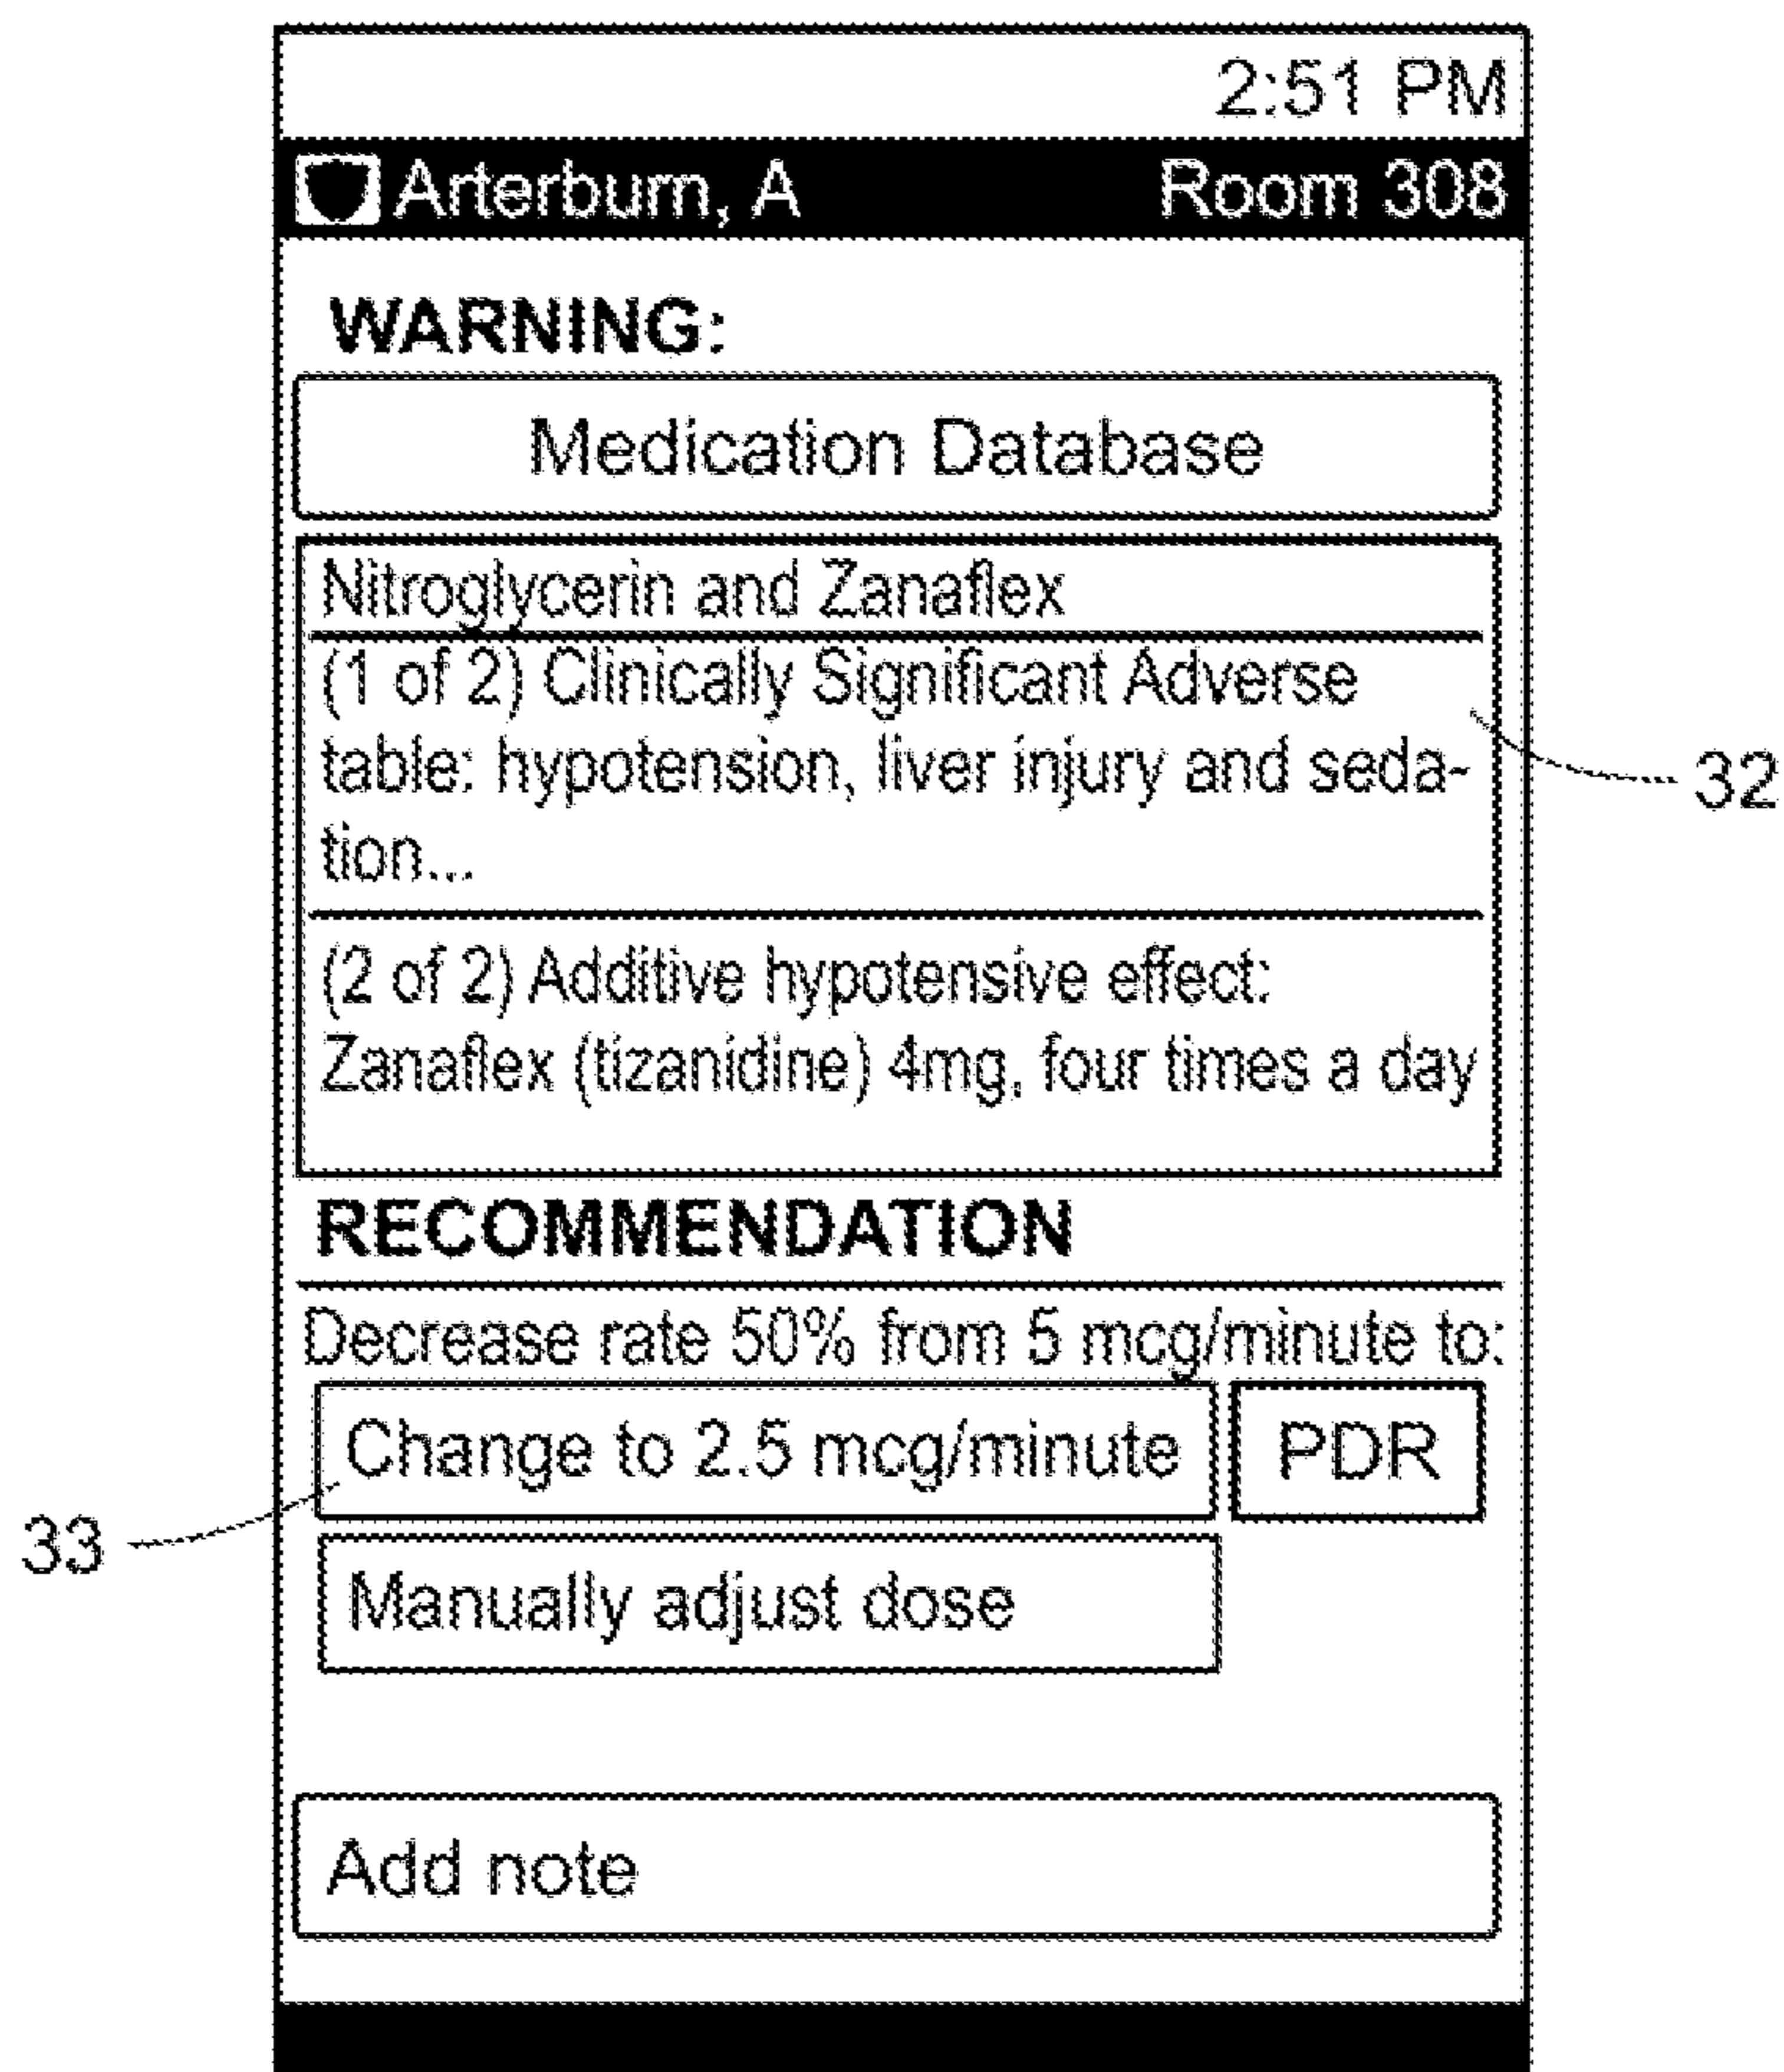 2:51 PM
Arterburn, A Room 308
WARNING:
Medication Database
Nitroglycerin and Zanaflex
(1 of 2) Clinically Significant Adverse
table: hypotension, liver injury and seda-
tion...
32
(2 of 2) Additive hypotensive effect:
Zanaflex (tizanidine) 4mg, four times a day
RECOMMENDATION
Decrease rate 50% from 5 mcg/minute to:
Change to 2.5 mcg/minute PDR
33
Manually adjust dose
Add note